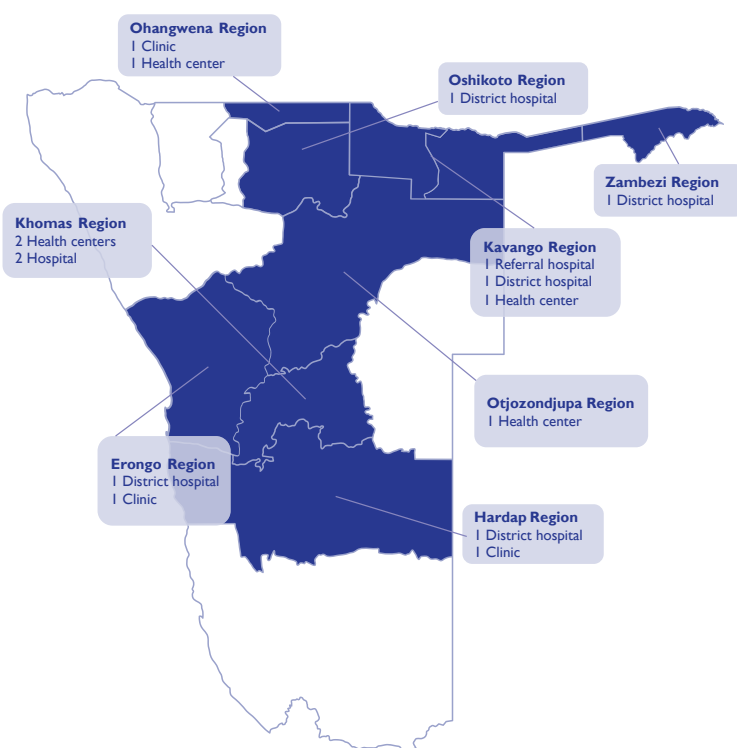 Ohangwena Region
1 Clinic
1 Health center
Oshikoto Region
1 District hospital
Zambezi Region
1 District hospital
Khomas Region
2 Health centers
2 Hospital
Kavango Region
1 Referral hospital
1 District hospital
1 Health center
Otjozondjupa Region
1 Health center
Erongo Region
1 District hospital
1 Clinic
Hardap Region
1 District hospital
1 Clinic